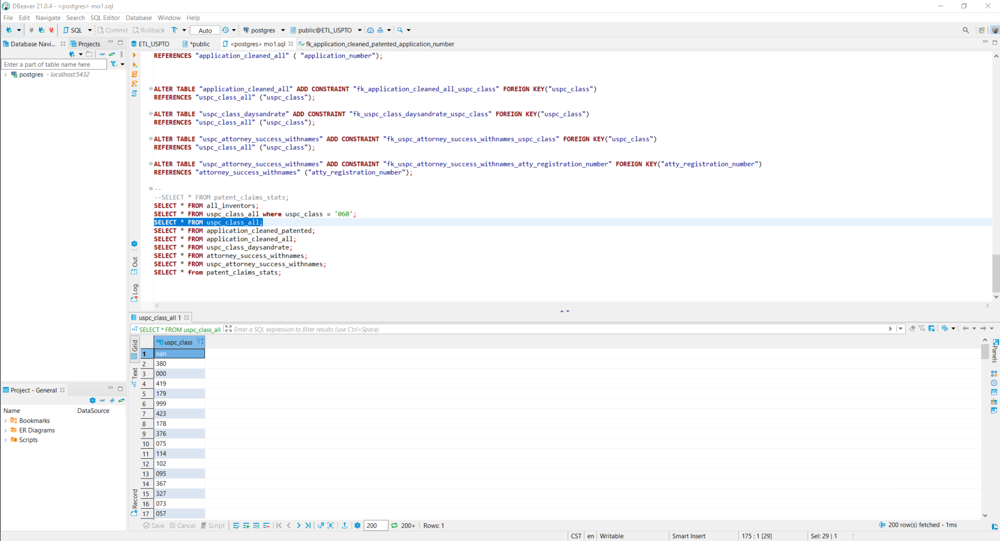 DBeaver 21.0.4 - <postgres> mo1.sql
File Edit Navigate Search SQL Editor Database Window Help
SQL Commit Rollback Auto postgres public@ETL_USPTO
Database Navi... Projects
ETL_USPTO *public <postgres> mo1.sql fk_application_cleaned_patented_application_number
Enter a part of table name here
postgres - localhost:5432
REFERENCES "application_cleaned_all" ( "application_number");
ALTER TABLE "application_cleaned_all" ADD CONSTRAINT "fk_application_cleaned_all_uspc_class" FOREIGN KEY("uspc_class")
REFERENCES "uspc_class_all" ("uspc_class");
ALTER TABLE "uspc_class_daysandrate" ADD CONSTRAINT "fk_uspc_class_daysandrate_uspc_class" FOREIGN KEY("uspc_class")
REFERENCES "uspc_class_all" ("uspc_class");
ALTER TABLE "uspc_attorney_success_withnames" ADD CONSTRAINT "fk_uspc_attorney_success_withnames_uspc_class" FOREIGN KEY("uspc_class")
REFERENCES "uspc_class_all" ("uspc_class");
ALTER TABLE "uspc_attorney_success_withnames" ADD CONSTRAINT "fk_uspc_attorney_success_withnames_atty_registration_number" FOREIGN KEY("atty_registration_number")
REFERENCES "attorney_success_withnames" ("atty_registration_number");
--
--SELECT * FROM patent_claims_stats;
SELECT * FROM all_inventors;
SELECT * FROM uspc_class_all where uspc_class = '060';
SELECT * FROM uspc_class_all;
SELECT * FROM application_cleaned_patented;
SELECT * FROM application_cleaned_all;
SELECT * FROM uspc_class_daysandrate;
SELECT * FROM attorney_success_withnames;
SELECT * FROM uspc_attorney_success_withnames;
SELECT * from patent_claims_stats;
Out
Log
uspc_class_all 1
SELECT * FROM uspc_class_all Enter a SQL expression to filter results (use Ctrl+Space)
Grid
Text
Record
Panels
ABC uspc_class
1 nan
2 380
3 000
4 419
5 179
6 999
7 423
8 178
9 376
10 075
11 114
12 102
13 095
14 367
15 327
16 073
17 057
Project - General
Name DataSource
Bookmarks
ER Diagrams
Scripts
Save Cancel Script 200 200+ Rows: 1 200 row(s) fetched - 1ms
CST en Writable Smart Insert 175 : 1 [29] Sel: 29 | 1